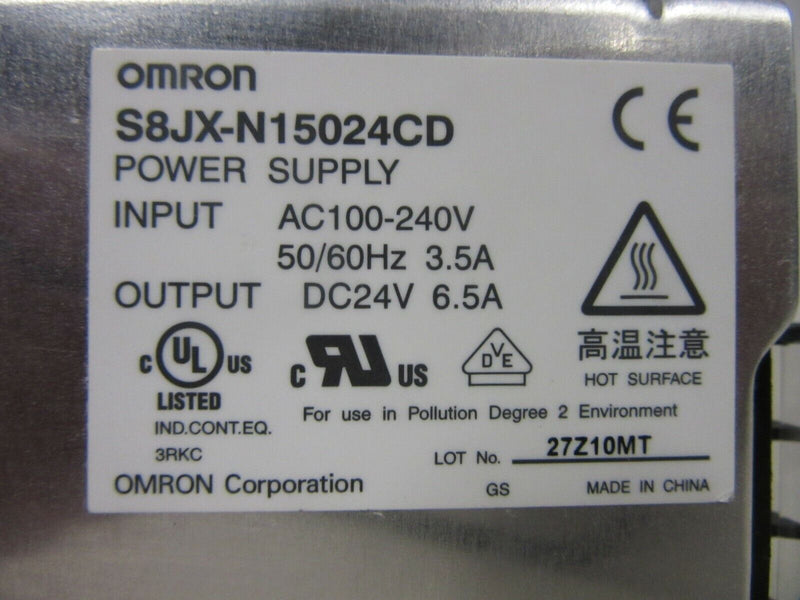 OMRON
S8JX-N15024CD
CE
POWER SUPPLY
INPUT AC100-240V
50/60Hz 3.5A
OUTPUT DC24V 6.5A
C UL US
LISTED
IND.CONT.EQ.
3RKC
C RU US
VDE
高温注意
HOT SURFACE
For use in Pollution Degree 2 Environment
LOT No. 27Z10MT
OMRON Corporation
GS
MADE IN CHINA